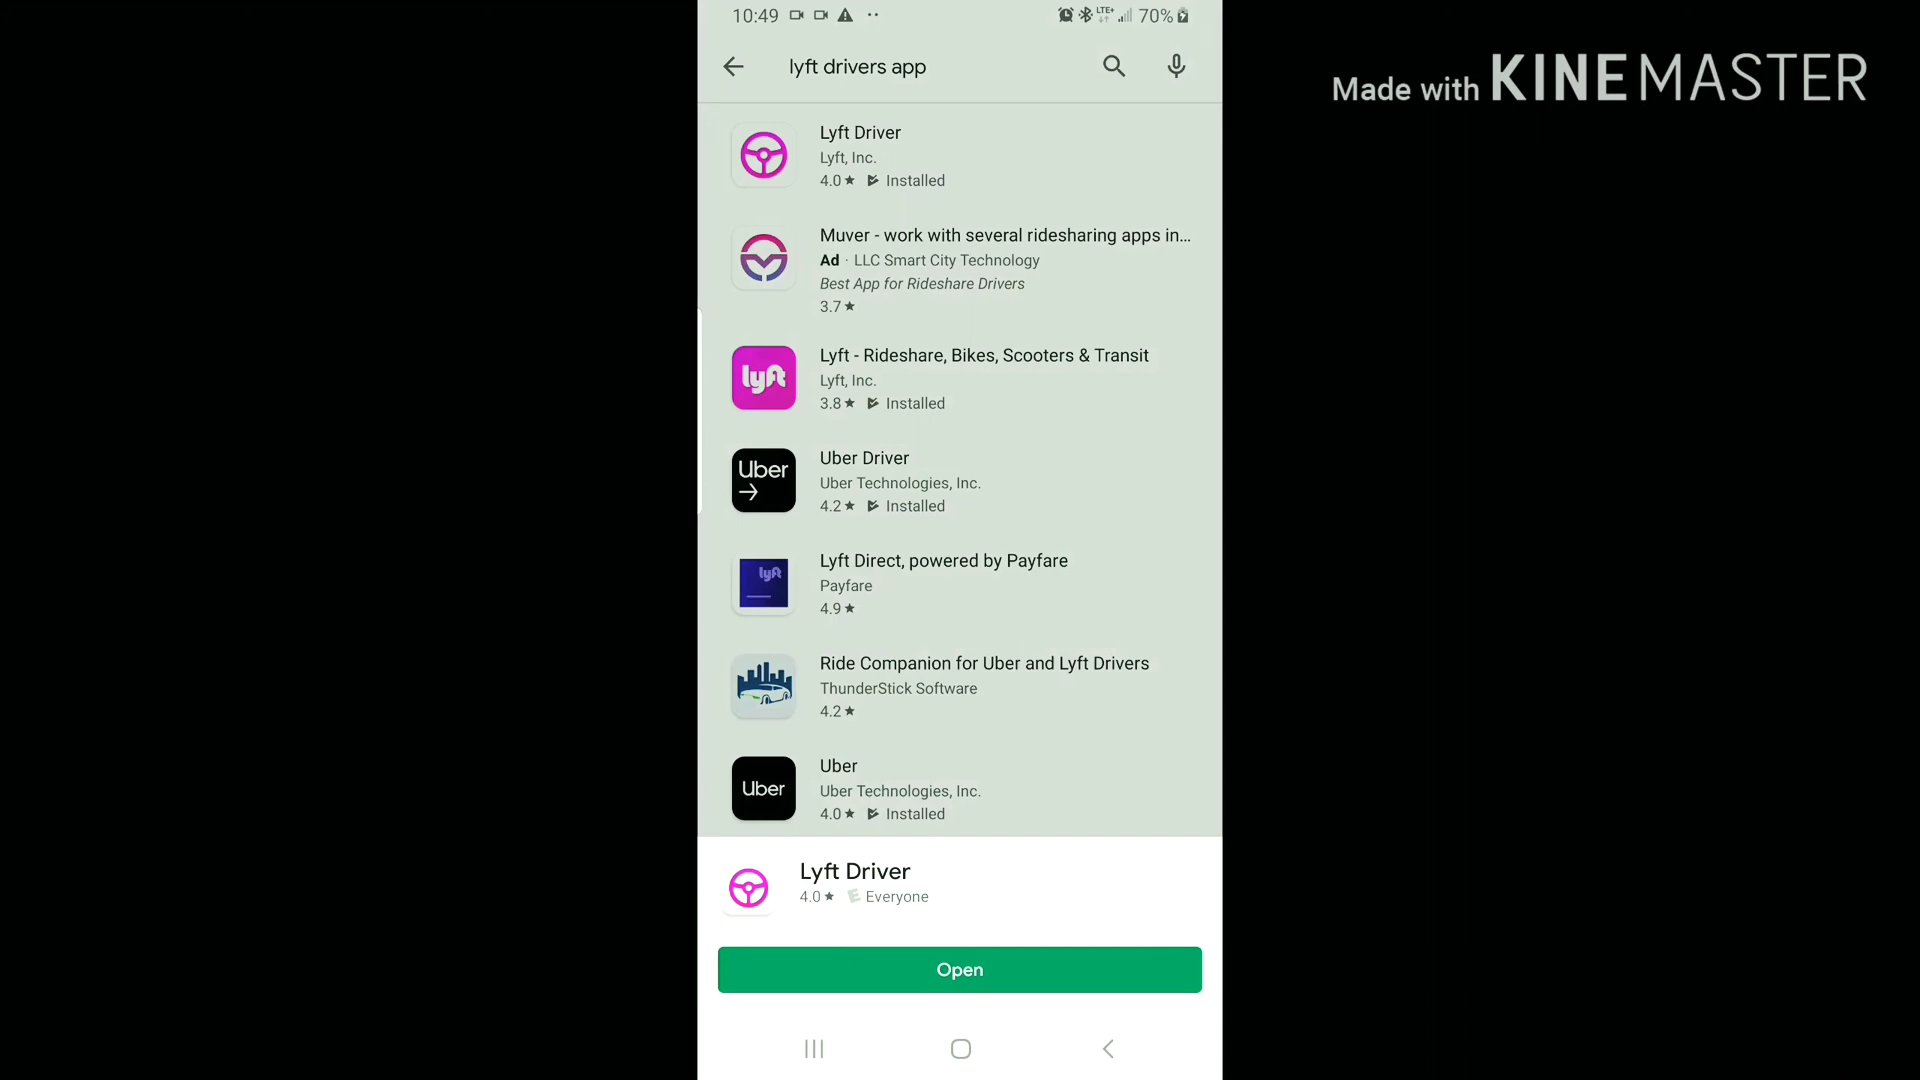 10:49
LTE+
70%
Made with KINEMASTER
lyft drivers app
Lyft Driver
Lyft, Inc.
4.0★ Installed
Muver - work with several ridesharing apps in...
Ad · LLC Smart City Technology
Best App for Rideshare Drivers
3.7★
lyft
Lyft - Rideshare, Bikes, Scooters & Transit
Lyft, Inc.
3.8★ Installed
Uber
Uber Driver
Uber Technologies, Inc.
4.2★ Installed
lyft
Lyft Direct, powered by Payfare
Payfare
4.9★
Ride Companion for Uber and Lyft Drivers
ThunderStick Software
4.2★
Uber
Uber
Uber Technologies, Inc.
4.0★ Installed
Lyft Driver
4.0★ E Everyone
Open